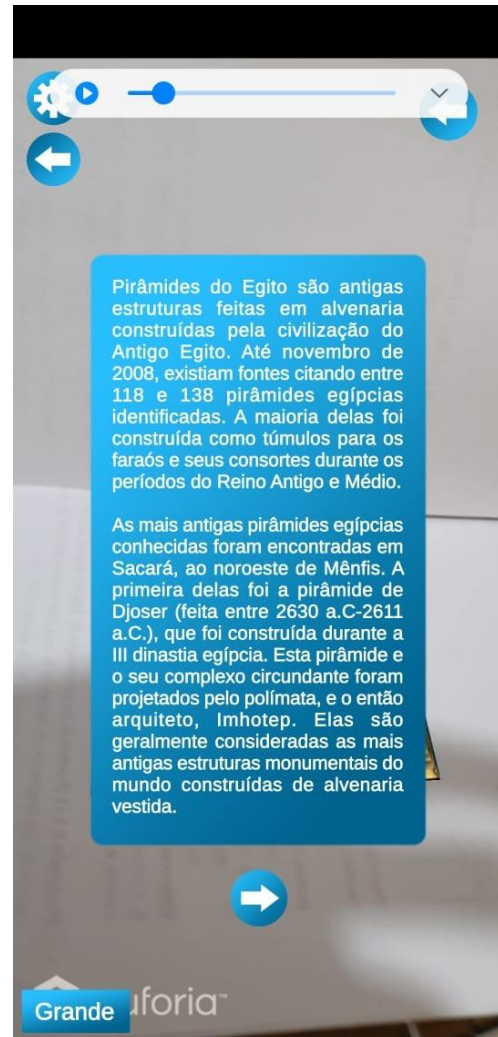 Pirâmides do Egito são antigas
estruturas feitas em alvenaria
construídas pela civilização do
Antigo Egito. Até novembro de
2008, existiam fontes citando entre
118 e 138 pirâmides egípcias
identificadas. A maioria delas foi
construída como túmulos para os
faraós e seus consortes durante os
períodos do Reino Antigo e Médio.
As mais antigas pirâmides egípcias
conhecidas foram encontradas em
Sacará, ao noroeste de Mênfis. A
primeira delas foi a pirâmide de
Djoser (feita entre 2630 a.C-2611
a.C.), que foi construída durante a
III dinastia egípcia. Esta pirâmide e
o seu complexo circundante foram
projetados pelo polímata, e o então
arquiteto, Imhotep. Elas são
geralmente consideradas as mais
antigas estruturas monumentais do
mundo construídas de alvenaria
vestida.
uforia™
Grande